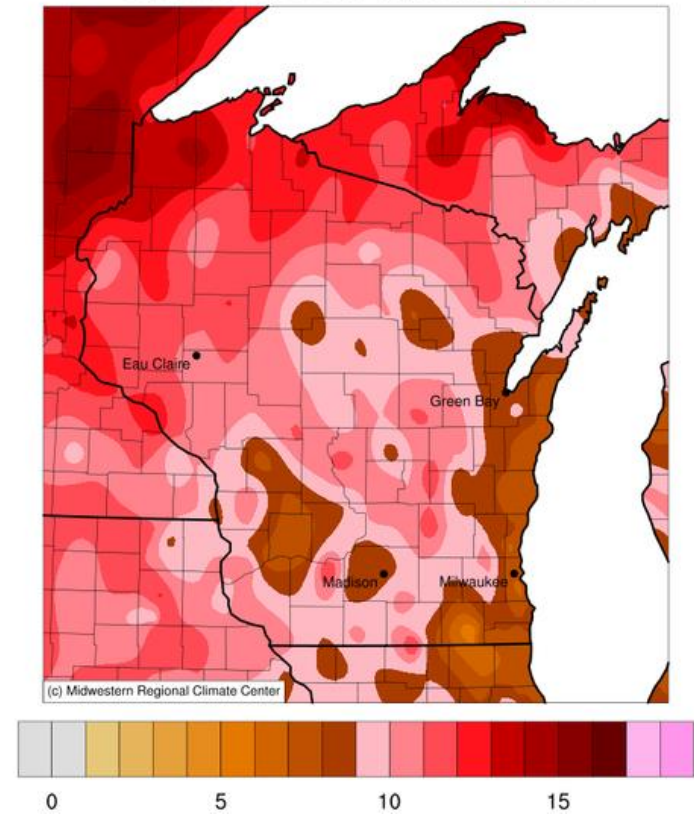 Eau Claire
Green Bay
Madison
Milwaukee
(c) Midwestern Regional Climate Center
0 5 10 15